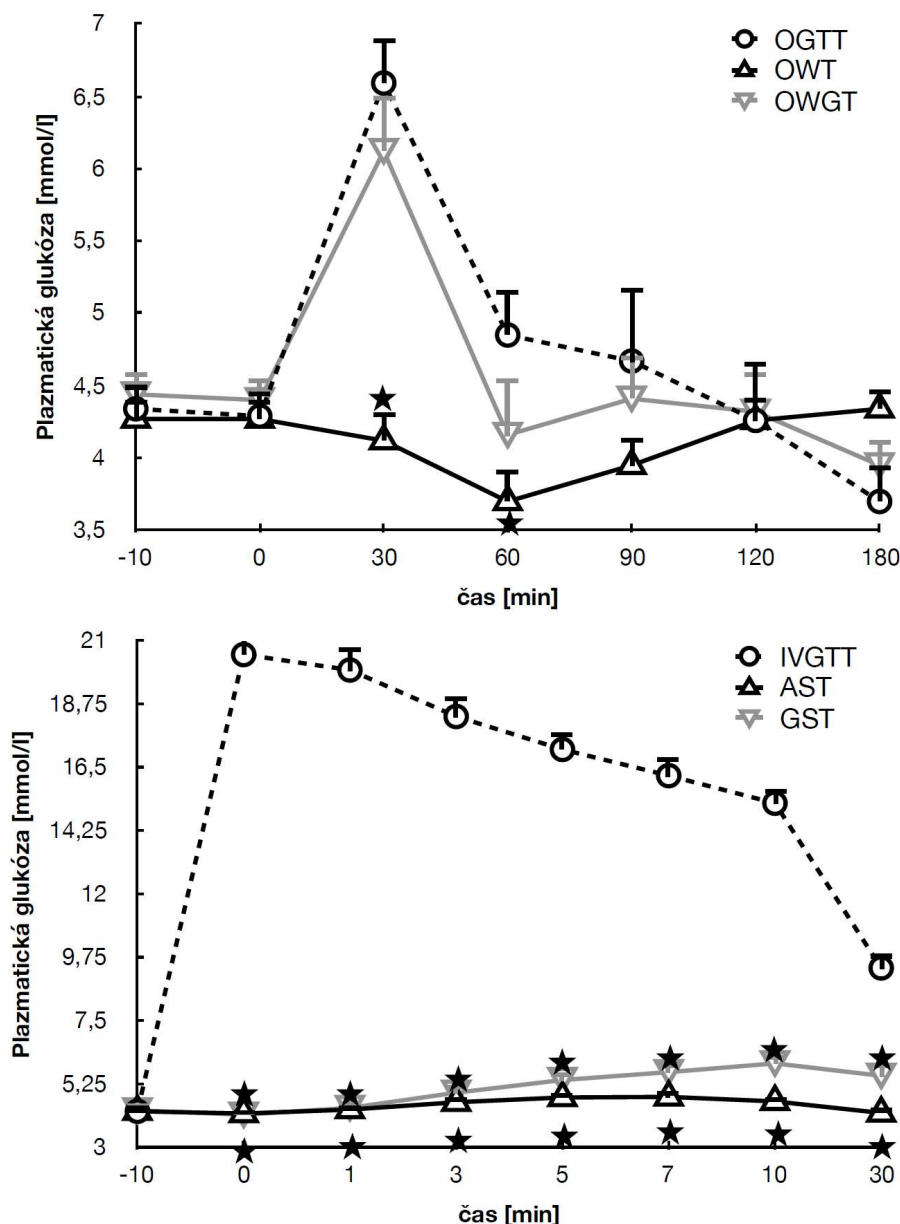 Plazmatická glukóza [mmol/l]
7
6,5
6
5,5
5
4,5
4
3,5
OGTT
OWT
OWGT
-10 0 30 60 90 120 180
čas [min]
Plazmatická glukóza [mmol/l]
21
18,75
16,5
14,25
12
9,75
7,5
5,25
3
IVGTT
AST
GST
-10 0 1 3 5 7 10 30
čas [min]